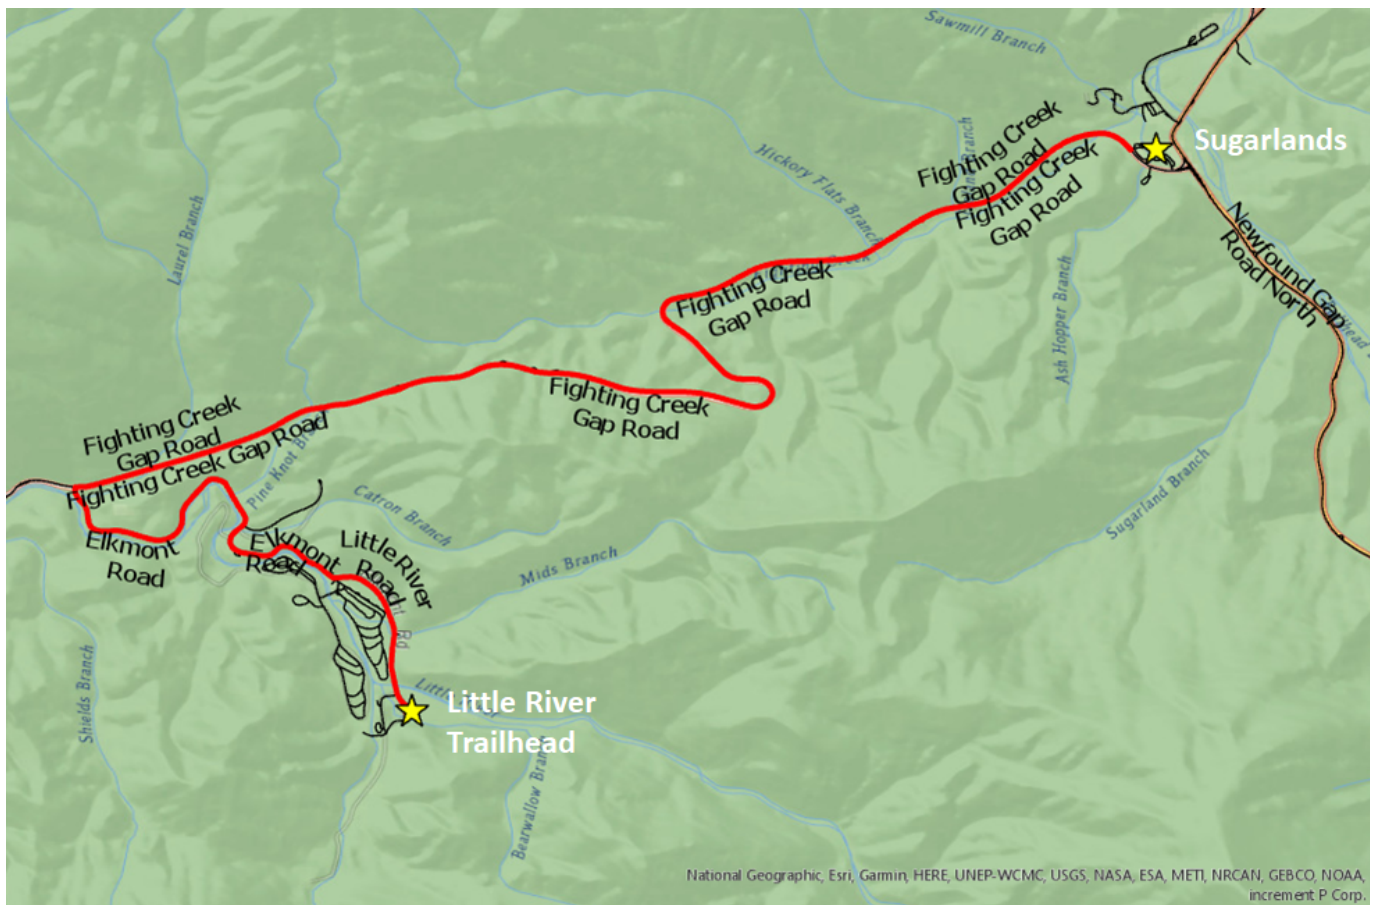 Sawmill Branch
Sugarlands
Fighting Creek
Gap Road
Branch
Fighting Creek
Gap Road
Hickory Flats Branch
Newfound Gap
Road North
Laurel Branch
Ash Hopper Branch
Creek
Fighting Creek
Gap Road
Fighting Creek
Gap Road
Fighting Creek
Gap Road
Fighting Creek Gap Road
Pine Knot
Catron Branch
Sugarland Branch
Elkmont
Road
Elkmont
Road
Little River
Road
Rd
Mids Branch
Shields Branch
Little River
Trailhead
Bearwallow Branch
National Geographic, Esri, Garmin, HERE, UNEP-WCMC, USGS, NASA, ESA, METI, NRCAN, GEBCO, NOAA,
increment P Corp.